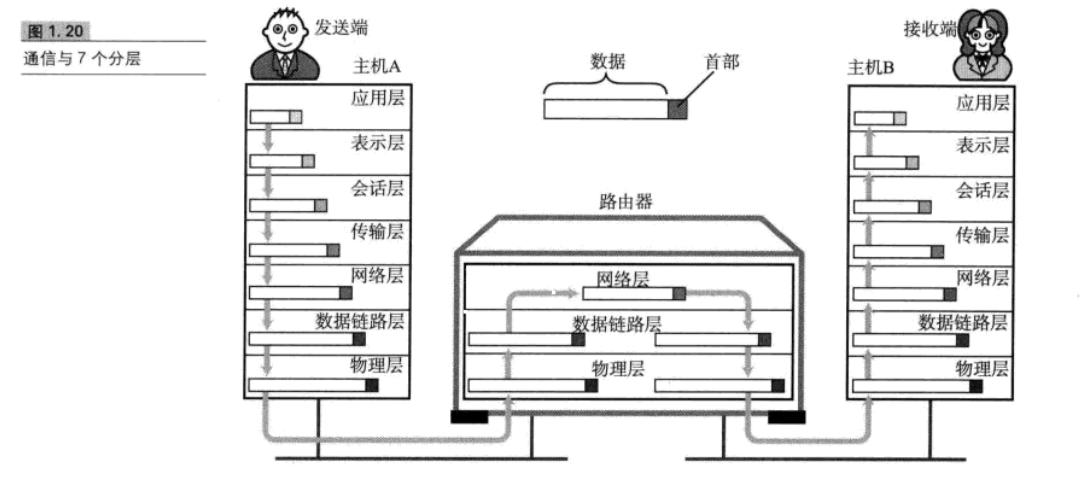 图 1.20
通信与 7 个分层
发送端
接收端
主机A
数据
首部
主机B
应用层
表示层
会话层
传输层
网络层
数据链路层
物理层
路由器
网络层
数据链路层
物理层
应用层
表示层
会话层
传输层
网络层
数据链路层
物理层